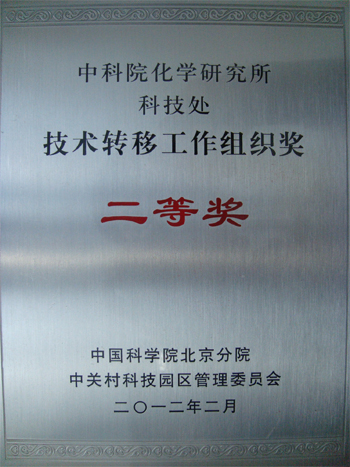 中科院化学研究所
科技处
技术转移工作组织奖
二等奖
中国科学院北京分院
中关村科技园区管理委员会
二〇一二年二月